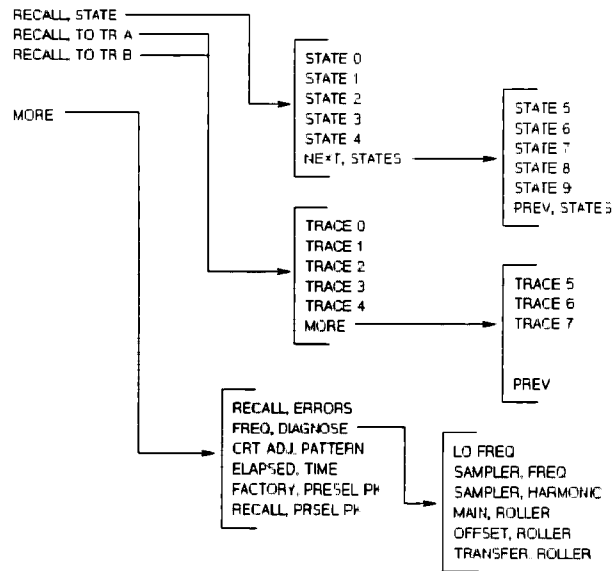 RECALL, STATE
RECALL, TO TR A
RECALL, TO TR B
MORE
STATE 0
STATE 1
STATE 2
STATE 3
STATE 4
NEXT, STATES
STATE 5
STATE 6
STATE 7
STATE 8
STATE 9
PREV, STATES
TRACE 0
TRACE 1
TRACE 2
TRACE 3
TRACE 4
MORE
TRACE 5
TRACE 6
TRACE 7
PREV
RECALL, ERRORS
FREQ, DIAGNOSE
CRT ADJ. PATTERN
ELAPSED, TIME
FACTORY, PRESEL PK
RECALL, PRSEL PK
LO FREQ
SAMPLER, FREQ
SAMPLER, HARMONIC
MAIN, ROLLER
OFFSET, ROLLER
TRANSFER. ROLLER